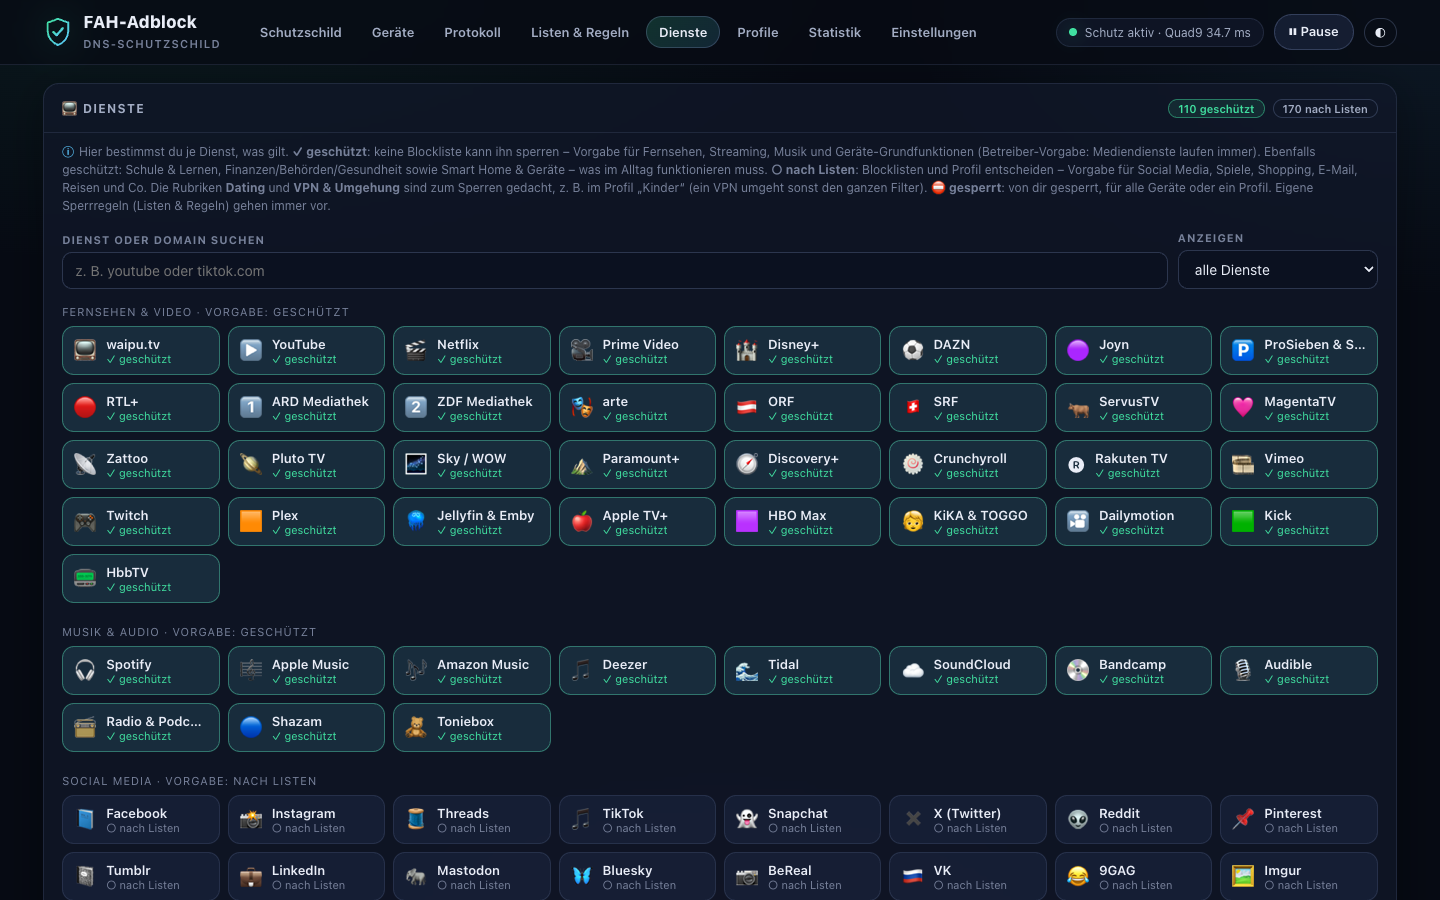 FAH-Adblock
DNS-SCHUTZSCHILD
Schutzschild Geräte Protokoll Listen & Regeln Dienste Profile Statistik Einstellungen
Schutz aktiv · Quad9 34.7 ms
Pause
DIENSTE
110 geschützt 170 nach Listen
ⓘ Hier bestimmst du je Dienst, was gilt. ✓ geschützt: keine Blockliste kann ihn sperren – Vorgabe für Fernsehen, Streaming, Musik und Geräte-Grundfunktionen (Betreiber-Vorgabe: Mediendienste laufen immer). Ebenfalls
geschützt: Schule & Lernen, Finanzen/Behörden/Gesundheit sowie Smart Home & Geräte – was im Alltag funktionieren muss. ○ nach Listen: Blocklisten und Profil entscheiden – Vorgabe für Social Media, Spiele, Shopping, E-Mail,
Reisen und Co. Die Rubriken Dating und VPN & Umgehung sind zum Sperren gedacht, z. B. im Profil „Kinder“ (ein VPN umgeht sonst den ganzen Filter). ⛔ gesperrt: von dir gesperrt, für alle Geräte oder ein Profil. Eigene
Sperrregeln (Listen & Regeln) gehen immer vor.
DIENST ODER DOMAIN SUCHEN
ANZEIGEN
z. B. youtube oder tiktok.com
alle Dienste
FERNSEHEN & VIDEO · VORGABE: GESCHÜTZT
waipu.tv YouTube Netflix Prime Video Disney+ DAZN Joyn ProSieben & S...
✓ geschützt ✓ geschützt ✓ geschützt ✓ geschützt ✓ geschützt ✓ geschützt ✓ geschützt ✓ geschützt
RTL+ ARD Mediathek ZDF Mediathek arte ORF SRF ServusTV MagentaTV
✓ geschützt ✓ geschützt ✓ geschützt ✓ geschützt ✓ geschützt ✓ geschützt ✓ geschützt ✓ geschützt
Zattoo Pluto TV Sky / WOW Paramount+ Discovery+ Crunchyroll Rakuten TV Vimeo
✓ geschützt ✓ geschützt ✓ geschützt ✓ geschützt ✓ geschützt ✓ geschützt ✓ geschützt ✓ geschützt
Twitch Plex Jellyfin & Emby Apple TV+ HBO Max KiKA & TOGGO Dailymotion Kick
✓ geschützt ✓ geschützt ✓ geschützt ✓ geschützt ✓ geschützt ✓ geschützt ✓ geschützt ✓ geschützt
HbbTV
✓ geschützt
MUSIK & AUDIO · VORGABE: GESCHÜTZT
Spotify Apple Music Amazon Music Deezer Tidal SoundCloud Bandcamp Audible
✓ geschützt ✓ geschützt ✓ geschützt ✓ geschützt ✓ geschützt ✓ geschützt ✓ geschützt ✓ geschützt
Radio & Podc... Shazam Toniebox
✓ geschützt ✓ geschützt ✓ geschützt
SOCIAL MEDIA · VORGABE: NACH LISTEN
Facebook Instagram Threads TikTok Snapchat X (Twitter) Reddit Pinterest
○ nach Listen ○ nach Listen ○ nach Listen ○ nach Listen ○ nach Listen ○ nach Listen ○ nach Listen ○ nach Listen
Tumblr LinkedIn Mastodon Bluesky BeReal VK 9GAG Imgur
○ nach Listen ○ nach Listen ○ nach Listen ○ nach Listen ○ nach Listen ○ nach Listen ○ nach Listen ○ nach Listen